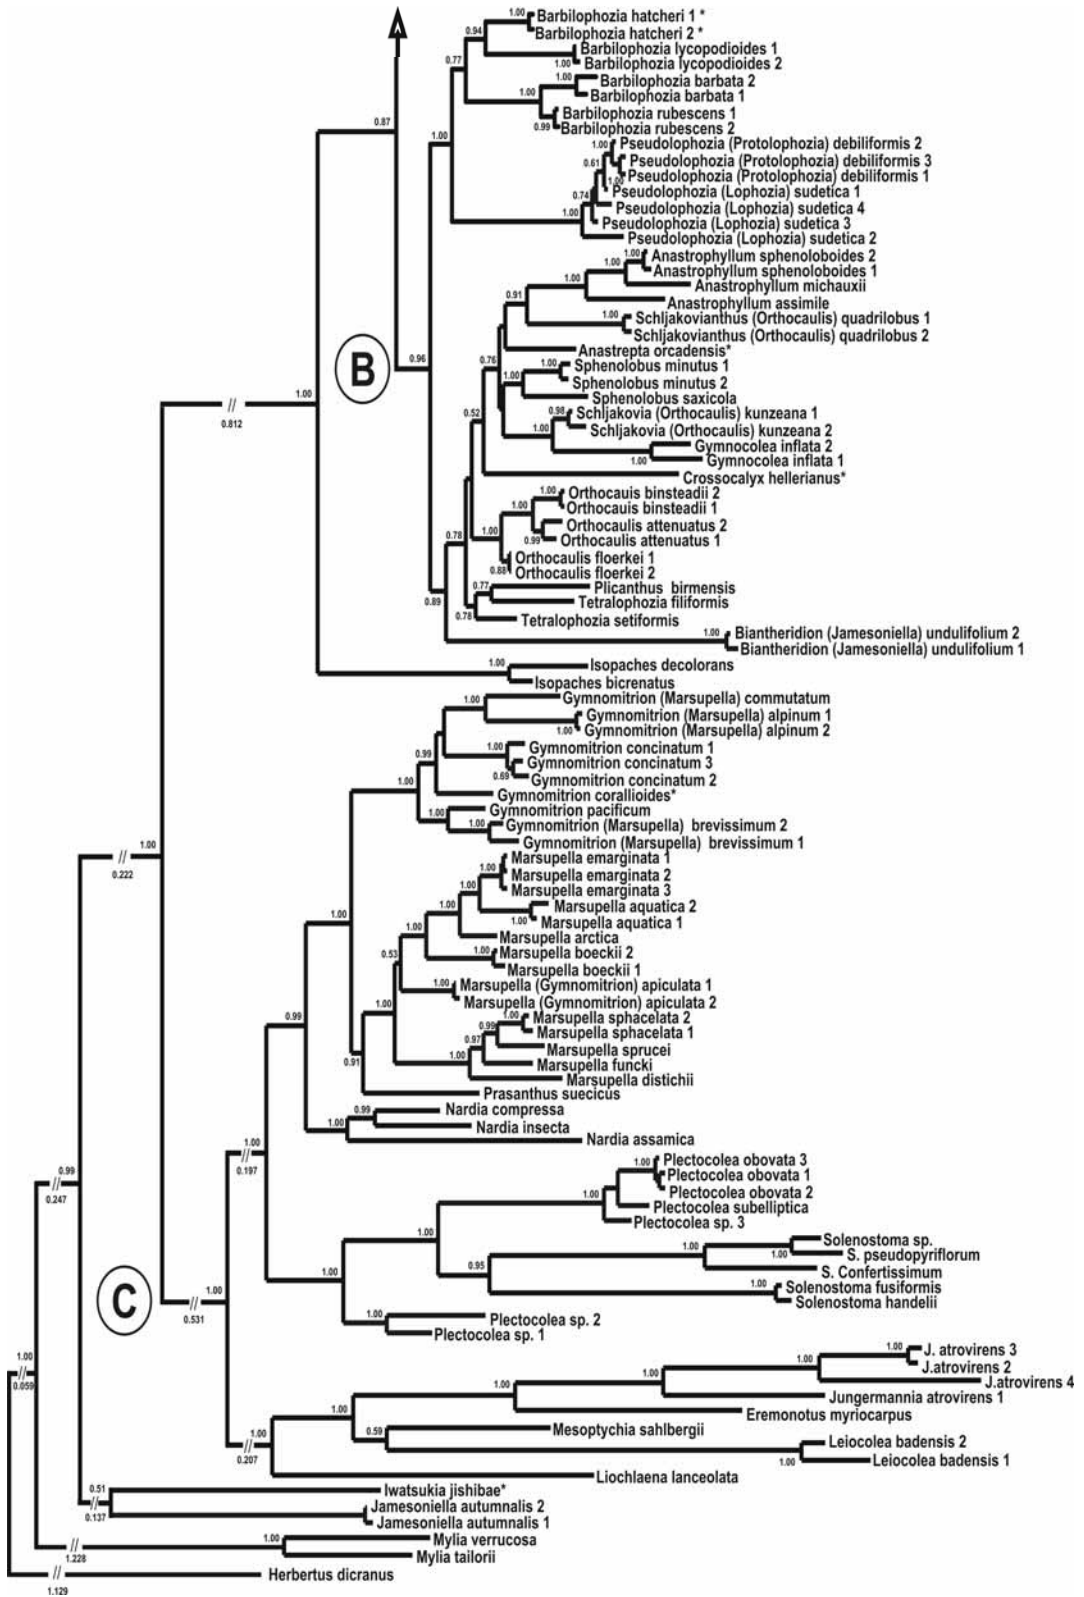 1.00 Barbilophozia hatcheri 1 *
0.94 Barbilophozia hatcheri 2 *
Barbilophozia lycopodioides 1
0.77 1.00 Barbilophozia lycopodioides 2
1.00 Barbilophozia barbata 2
1.00 Barbilophozia barbata 1
Barbilophozia rubescens 1
0.87 0.99 Barbilophozia rubescens 2
1.00 1.00 Pseudolophozia (Protolophozia) debiliformis 2
0.61 Pseudolophozia (Protolophozia) debiliformis 3
1.00 Pseudolophozia (Protolophozia) debiliformis 1
0.74 Pseudolophozia (Lophozia) sudetica 1
Pseudolophozia (Lophozia) sudetica 4
1.00 Pseudolophozia (Lophozia) sudetica 3
Pseudolophozia (Lophozia) sudetica 2
1.00 Anastrophyllum sphenoloboides 2
1.00 Anastrophyllum sphenoloboides 1
1.00 Anastrophyllum michauxii
0.91 Anastrophyllum assimile
1.00 Schljakovianthus (Orthocaulis) quadrilobus 1
Schljakovianthus (Orthocaulis) quadrilobus 2
Anastrepta orcadensis*
B 0.96 0.76 1.00 Sphenolobus minutus 1
1.00 Sphenolobus minutus 2
1.00 Sphenolobus saxicola
0.52 0.98 Schljakovia (Orthocaulis) kunzeana 1
0.812 1.00 Schljakovia (Orthocaulis) kunzeana 2
Gymnocolea inflata 2
1.00 Gymnocolea inflata 1
Crossocalyx hellerianus*
1.00 Orthocauis binsteadii 2
1.00 Orthocauis binsteadii 1
0.78 1.00 Orthocaulis attenuatus 2
0.99 Orthocaulis attenuatus 1
Orthocaulis floerkei 1
0.88 Orthocaulis floerkei 2
0.77 Plicanthus birmensis
0.89 Tetralophozia filiformis
0.78 Tetralophozia setiformis
1.00 Biantheridion (Jamesoniella) undulifolium 2
Biantheridion (Jamesoniella) undulifolium 1
1.00 Isopaches decolorans
Isopaches bicrenatus
1.00 Gymnomitrion (Marsupella) commutatum
Gymnomitrion (Marsupella) alpinum 1
1.00 Gymnomitrion (Marsupella) alpinum 2
0.99 1.00 Gymnomitrion concinatum 1
Gymnomitrion concinatum 3
1.00 0.69 Gymnomitrion concinatum 2
Gymnomitrion corallioides*
1.00 Gymnomitrion pacificum
1.00 Gymnomitrion (Marsupella) brevissimum 2
1.00 Gymnomitrion (Marsupella) brevissimum 1
0.222 Marsupella emarginata 1
1.00 Marsupella emarginata 2
1.00 Marsupella emarginata 3
1.00 Marsupella aquatica 2
1.00 1.00 Marsupella aquatica 1
1.00 Marsupella arctica
0.53 1.00 Marsupella boeckii 2
Marsupella boeckii 1
1.00 Marsupella (Gymnomitrion) apiculata 1
1.00 Marsupella (Gymnomitrion) apiculata 2
0.99 1.00 Marsupella sphacelata 2
0.99 Marsupella sphacelata 1
0.97 Marsupella sprucei
0.91 1.00 Marsupella funcki
Marsupella distichii
Prasanthus suecicus
0.99 Nardia compressa
1.00 Nardia insecta
1.00 Nardia assamica
0.197 1.00 Plectocolea obovata 3
0.99 Plectocolea obovata 1
0.247 1.00 Plectocolea obovata 2
Plectocolea subelliptica
Plectocolea sp. 3
1.00 Solenostoma sp.
1.00 1.00 S. pseudopyriflorum
1.00 0.95 S. Confertissimum
1.00 1.00 Solenostoma fusiformis
C Solenostoma handelii
0.531 1.00 Plectocolea sp. 2
Plectocolea sp. 1
1.00 1.00 J. atrovirens 3
1.00 J.atrovirens 2
0.059 1.00 J.atrovirens 4
1.00 Jungermannia atrovirens 1
1.00 Eremonotus myriocarpus
1.00 0.59 Mesoptychia sahlbergii
0.207 Leiocolea badensis 2
1.00 Leiocolea badensis 1
Liochlaena lanceolata
0.51 Iwatsukia jishibae*
0.137 Jamesoniella autumnalis 2
Jamesoniella autumnalis 1
1.00 Mylia verrucosa
1.228 Mylia tailorii
Herbertus dicranus
1.129